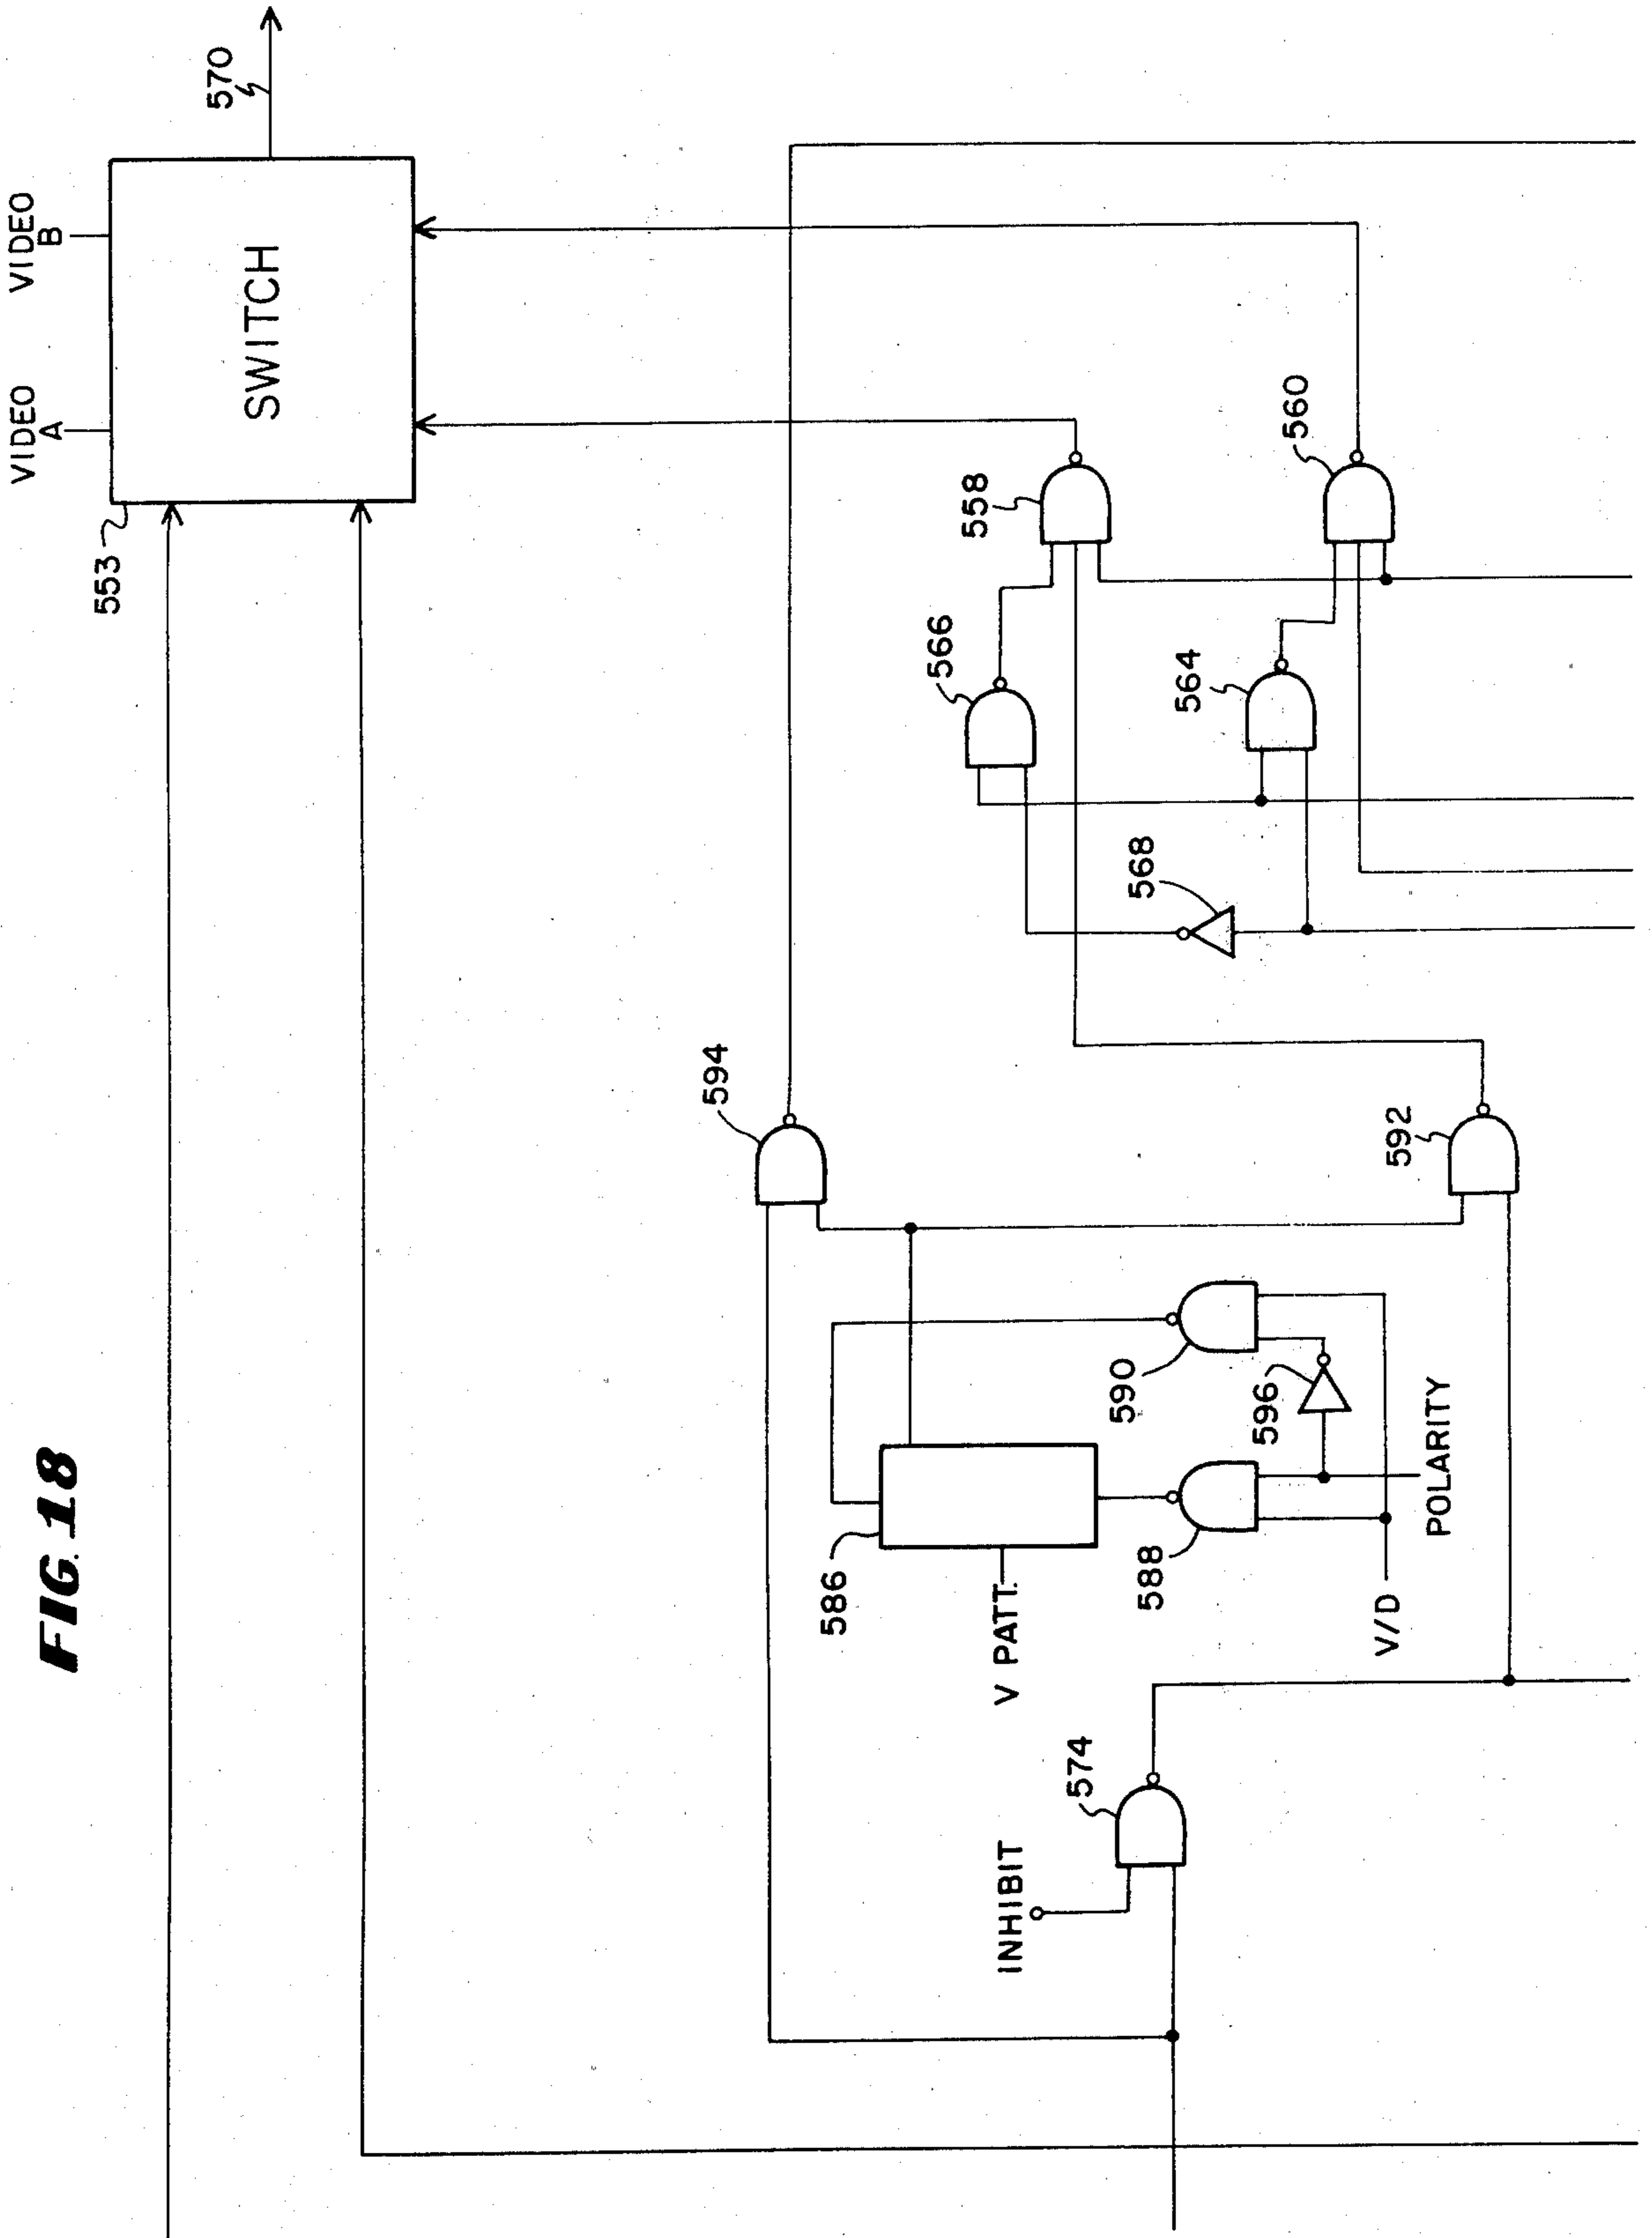 FIG. 18
VIDEO A
VIDEO B
553
SWITCH
570
594
566
558
568
564
560
586
V PATT.
588
590
596
V/D
POLARITY
592
INHIBIT
574